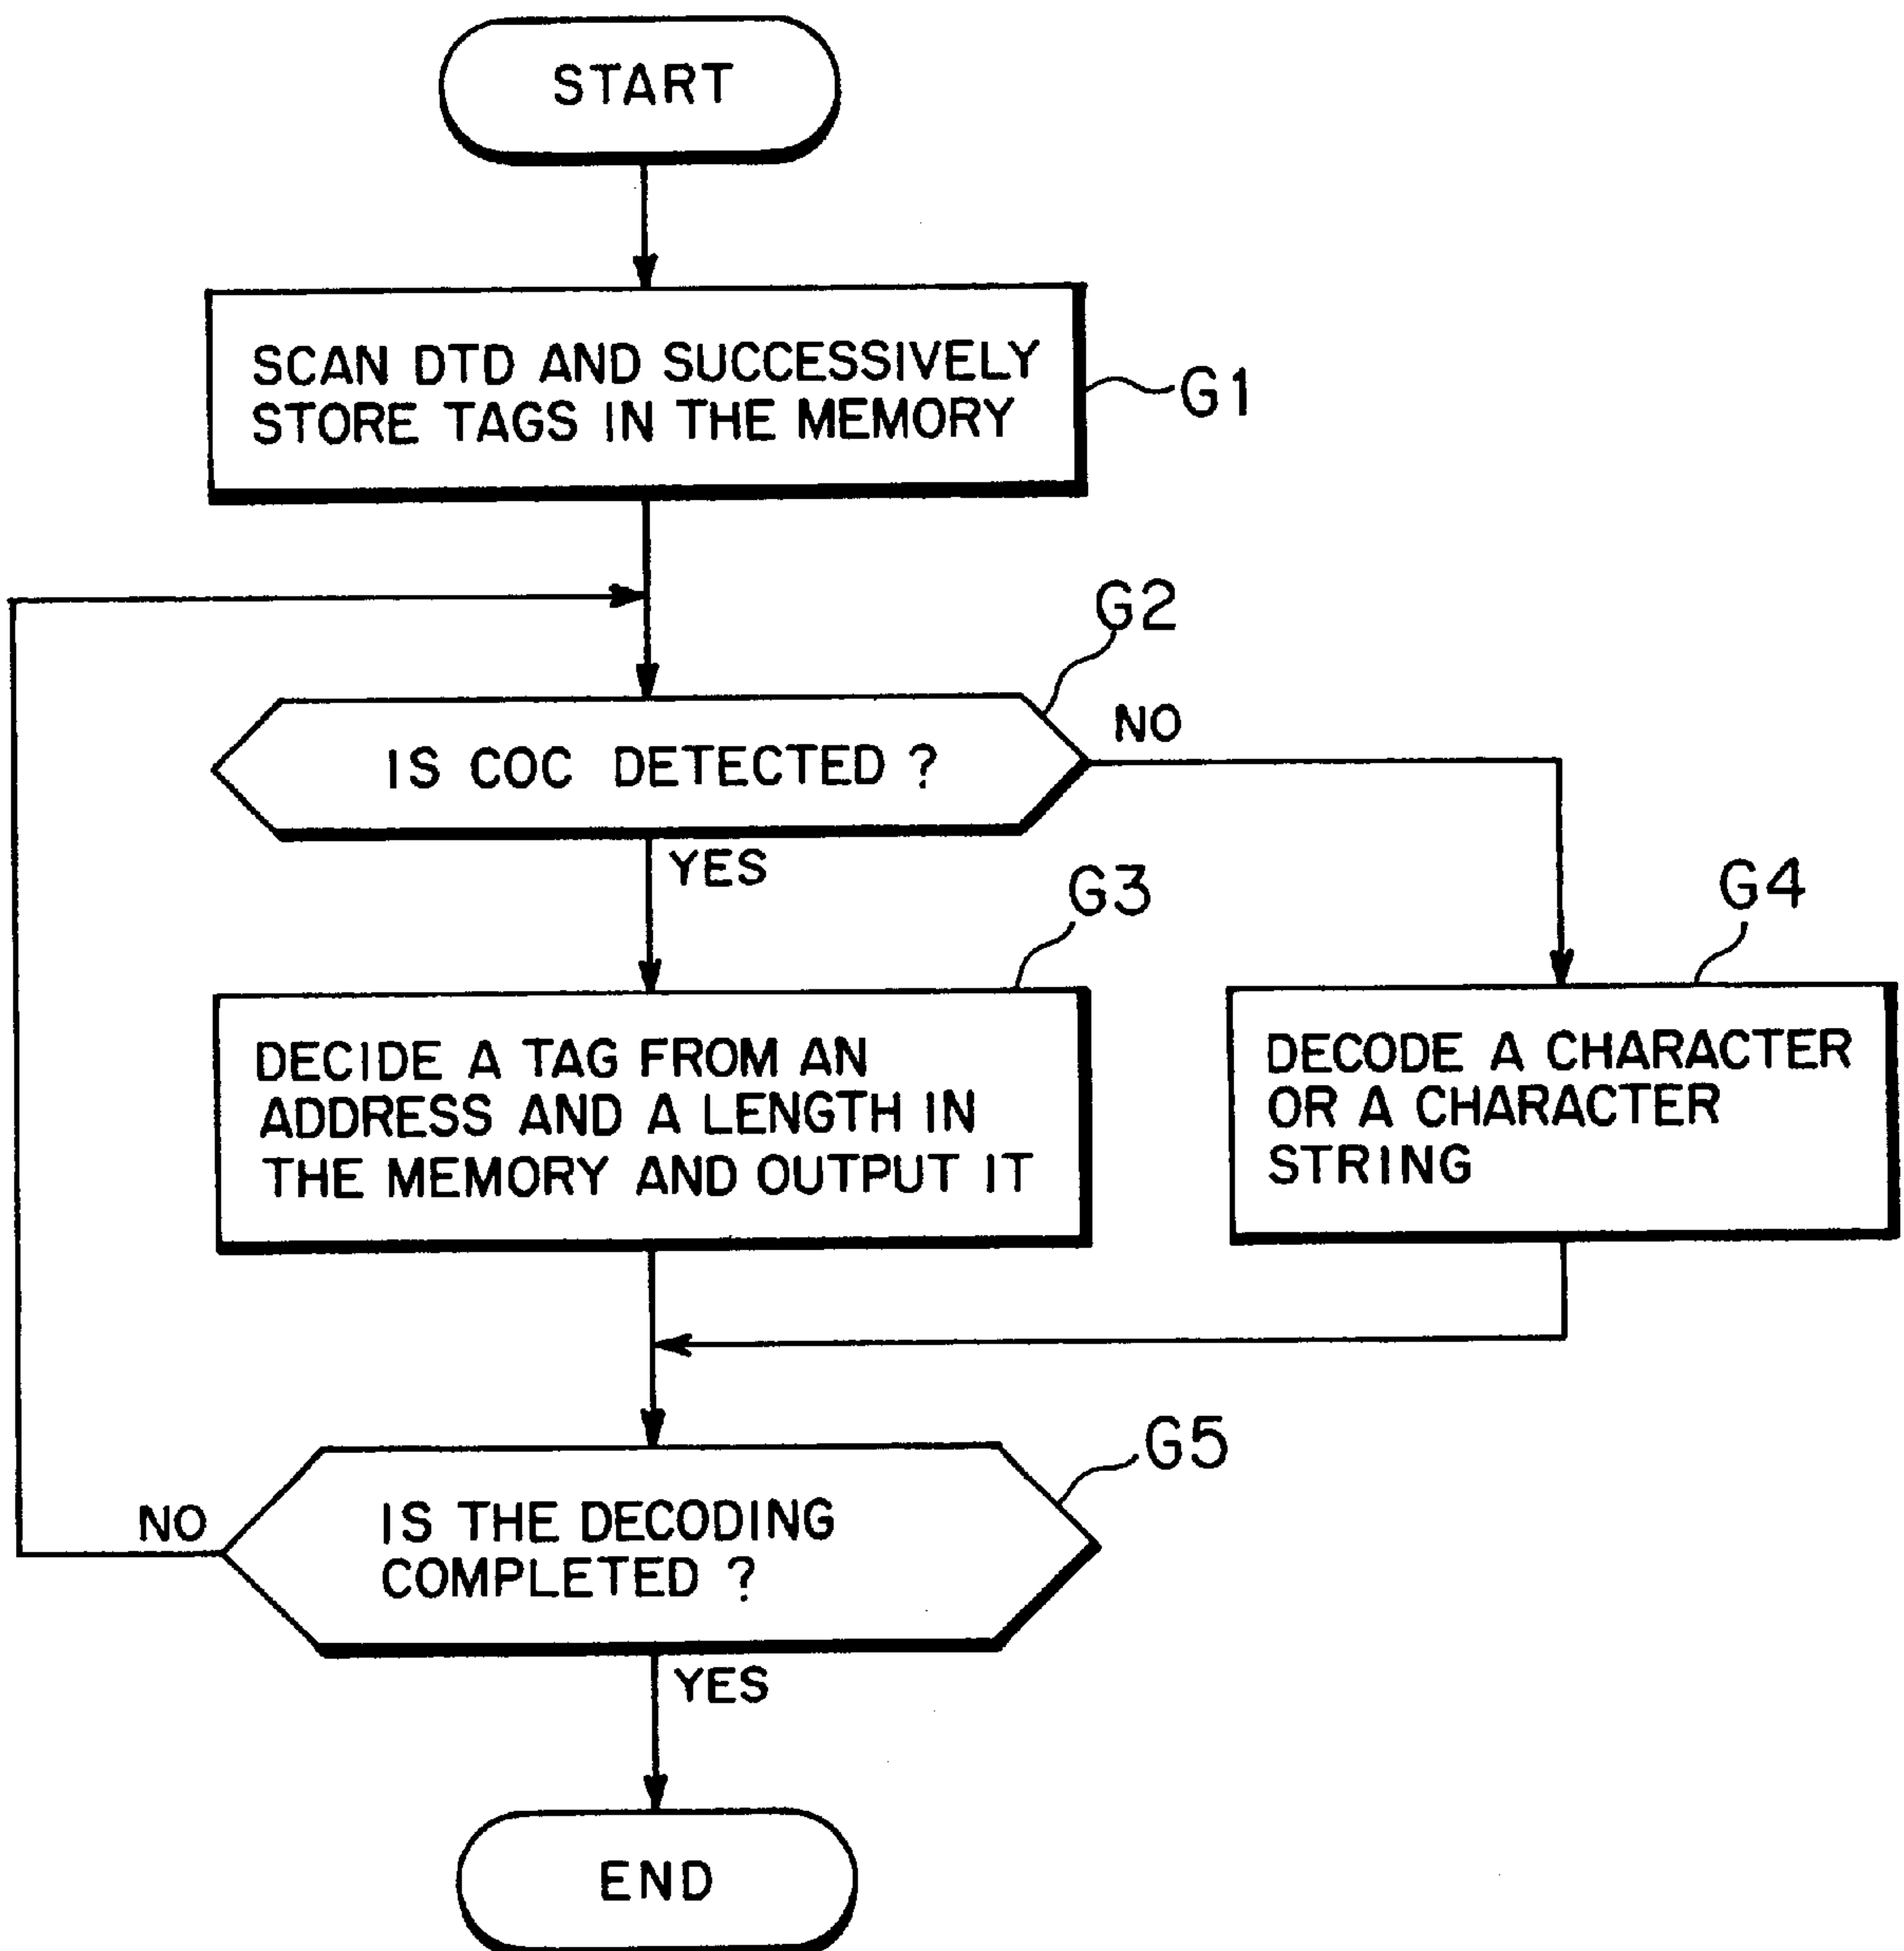 START
SCAN DTD AND SUCCESSIVELY
STORE TAGS IN THE MEMORY
G1
G2
IS COC DETECTED ?
NO
YES
G3
G4
DECIDE A TAG FROM AN
ADDRESS AND A LENGTH IN
THE MEMORY AND OUTPUT IT
DECODE A CHARACTER
OR A CHARACTER
STRING
G5
IS THE DECODING
COMPLETED ?
NO
YES
END